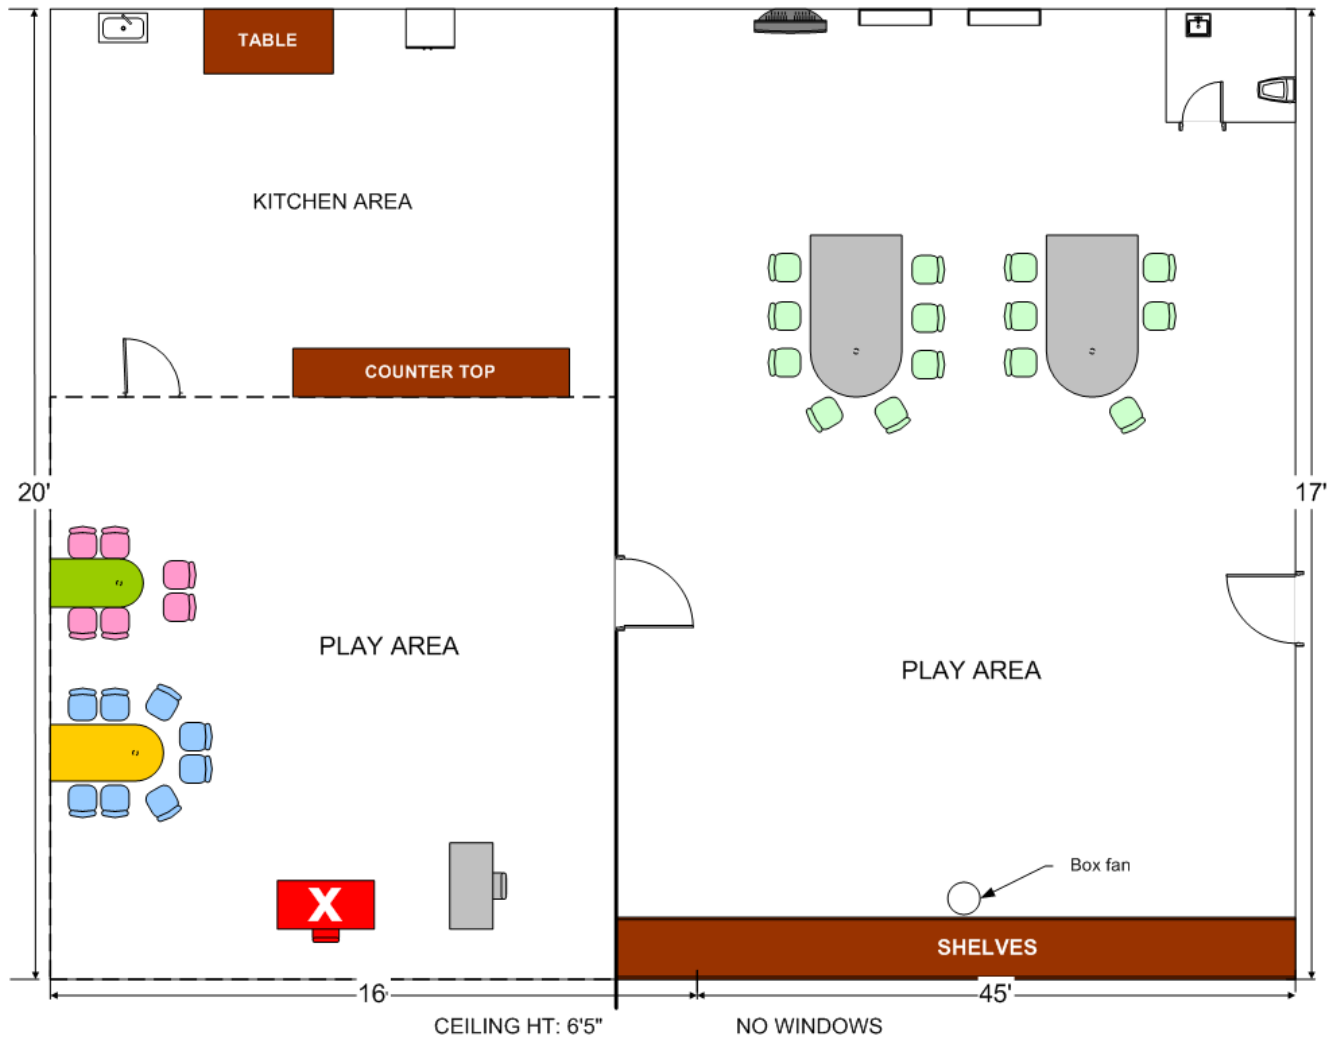 TABLE
KITCHEN AREA
COUNTER TOP
20'
17'
PLAY AREA
PLAY AREA
Box fan
X
SHELVES
16'
45'
CEILING HT: 6'5"
NO WINDOWS